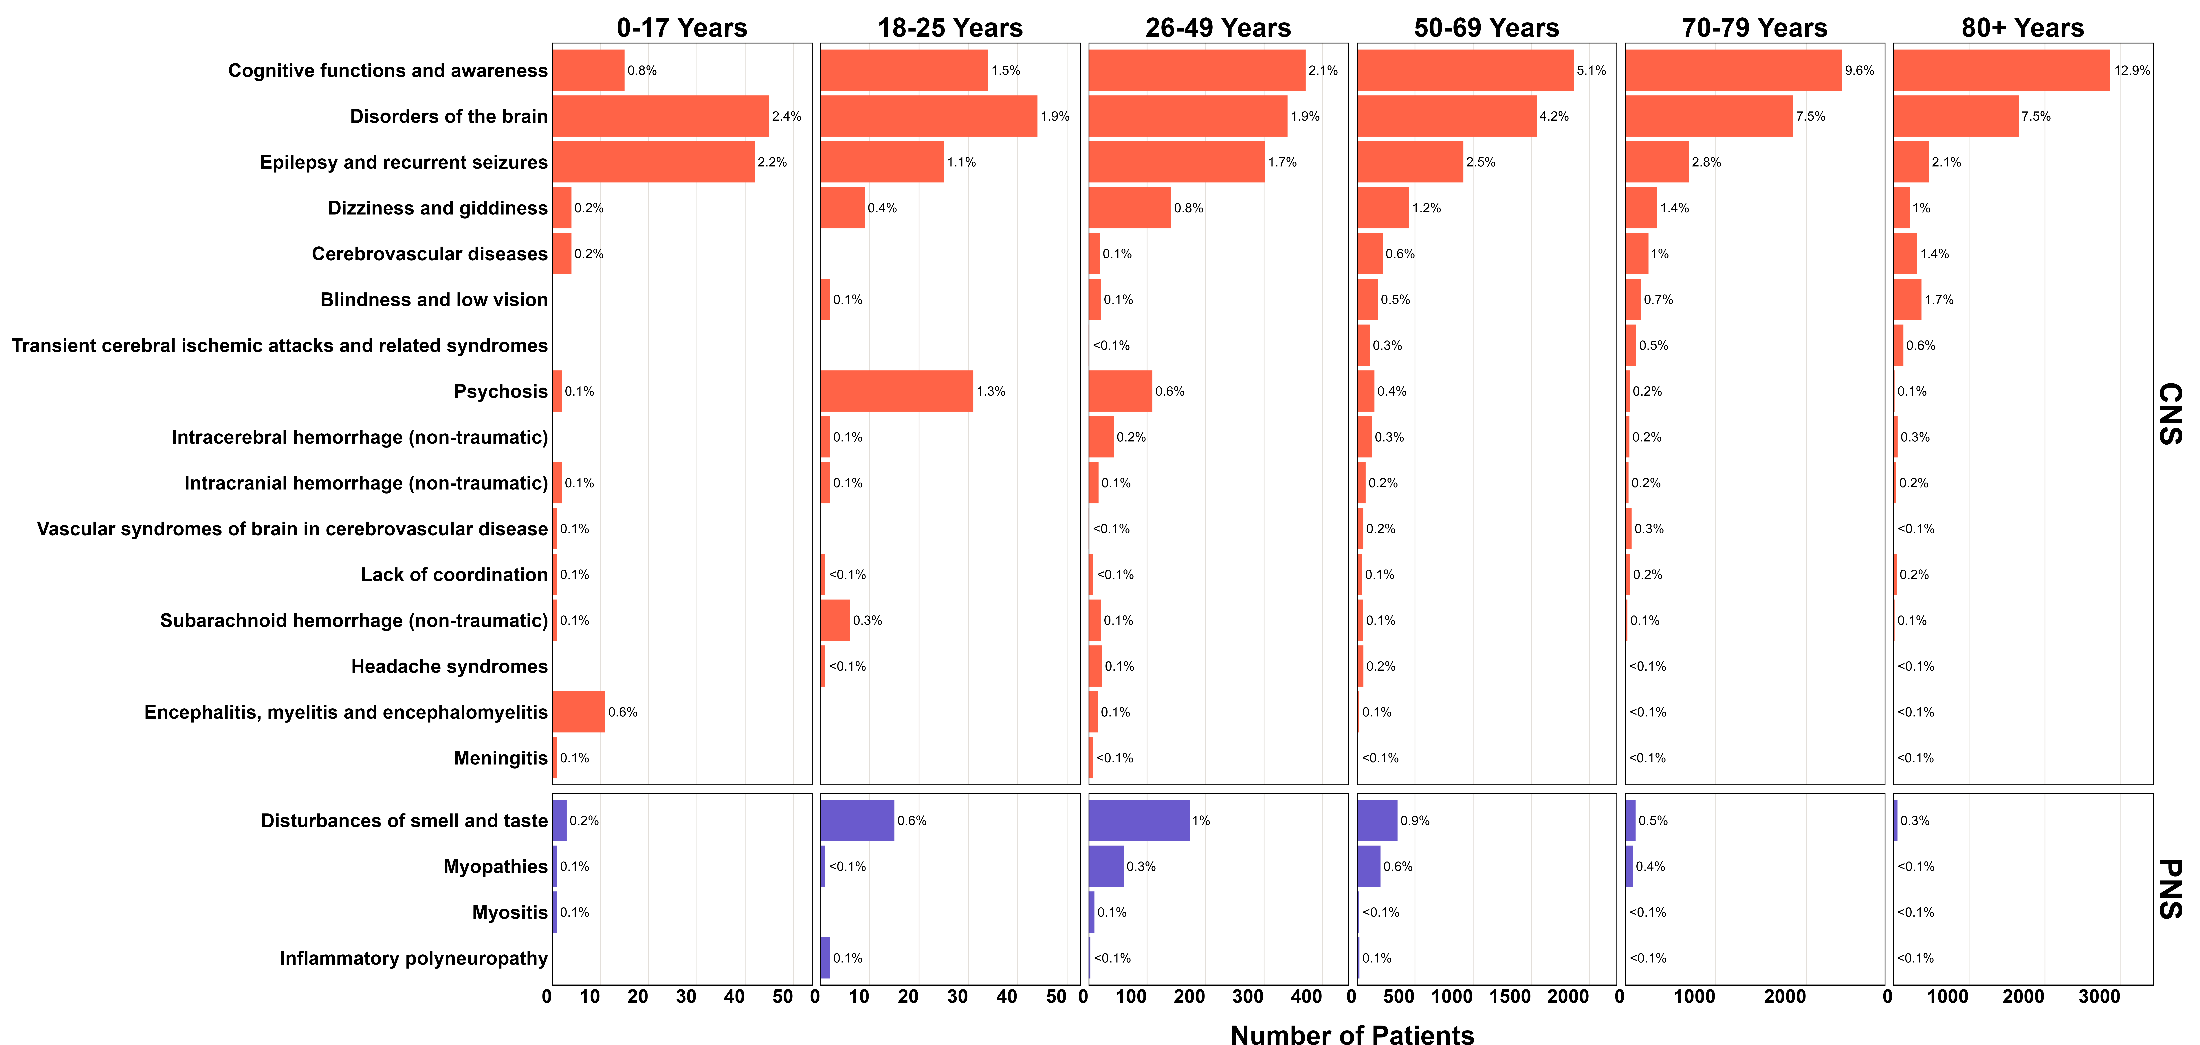 0-17 Years 18-25 Years 26-49 Years 50-69 Years 70-79 Years 80+ Years
Cognitive functions and awareness 0.8% 1.5% 2.1% 5.1% 9.6% 12.9%
Disorders of the brain 2.4% 1.9% 1.9% 4.2% 7.5% 7.5%
Epilepsy and recurrent seizures 2.2% 1.1% 1.7% 2.5% 2.8% 2.1%
Dizziness and giddiness 0.2% 0.4% 0.8% 1.2% 1.4% 1%
Cerebrovascular diseases 0.2% 0.1% 0.6% 1% 1.4%
Blindness and low vision 0.1% 0.1% 0.5% 0.7% 1.7%
Transient cerebral ischemic attacks and related syndromes <0.1% 0.3% 0.5% 0.6%
Psychosis 0.1% 1.3% 0.6% 0.4% 0.2% 0.1%
Intracerebral hemorrhage (non-traumatic) 0.1% 0.2% 0.3% 0.2% 0.3%
Intracranial hemorrhage (non-traumatic) 0.1% 0.1% 0.1% 0.2% 0.2% 0.2%
Vascular syndromes of brain in cerebrovascular disease 0.1% <0.1% 0.2% 0.3% <0.1%
Lack of coordination 0.1% <0.1% <0.1% 0.1% 0.2% 0.2%
Subarachnoid hemorrhage (non-traumatic) 0.1% 0.3% 0.1% 0.1% 0.1% 0.1%
Headache syndromes <0.1% 0.1% 0.2% <0.1% <0.1%
Encephalitis, myelitis and encephalomyelitis 0.6% 0.1% 0.1% <0.1% <0.1%
Meningitis 0.1% <0.1% <0.1% <0.1% <0.1%
CNS
Disturbances of smell and taste 0.2% 0.6% 1% 0.9% 0.5% 0.3%
Myopathies 0.1% <0.1% 0.3% 0.6% 0.4% <0.1%
Myositis 0.1% 0.1% <0.1% <0.1% <0.1%
Inflammatory polyneuropathy 0.1% <0.1% 0.1% <0.1% <0.1%
PNS
0 10 20 30 40 50 0 10 20 30 40 50 0 100 200 300 400 0 500 1000 1500 2000 0 1000 2000 0 1000 2000 3000
Number of Patients